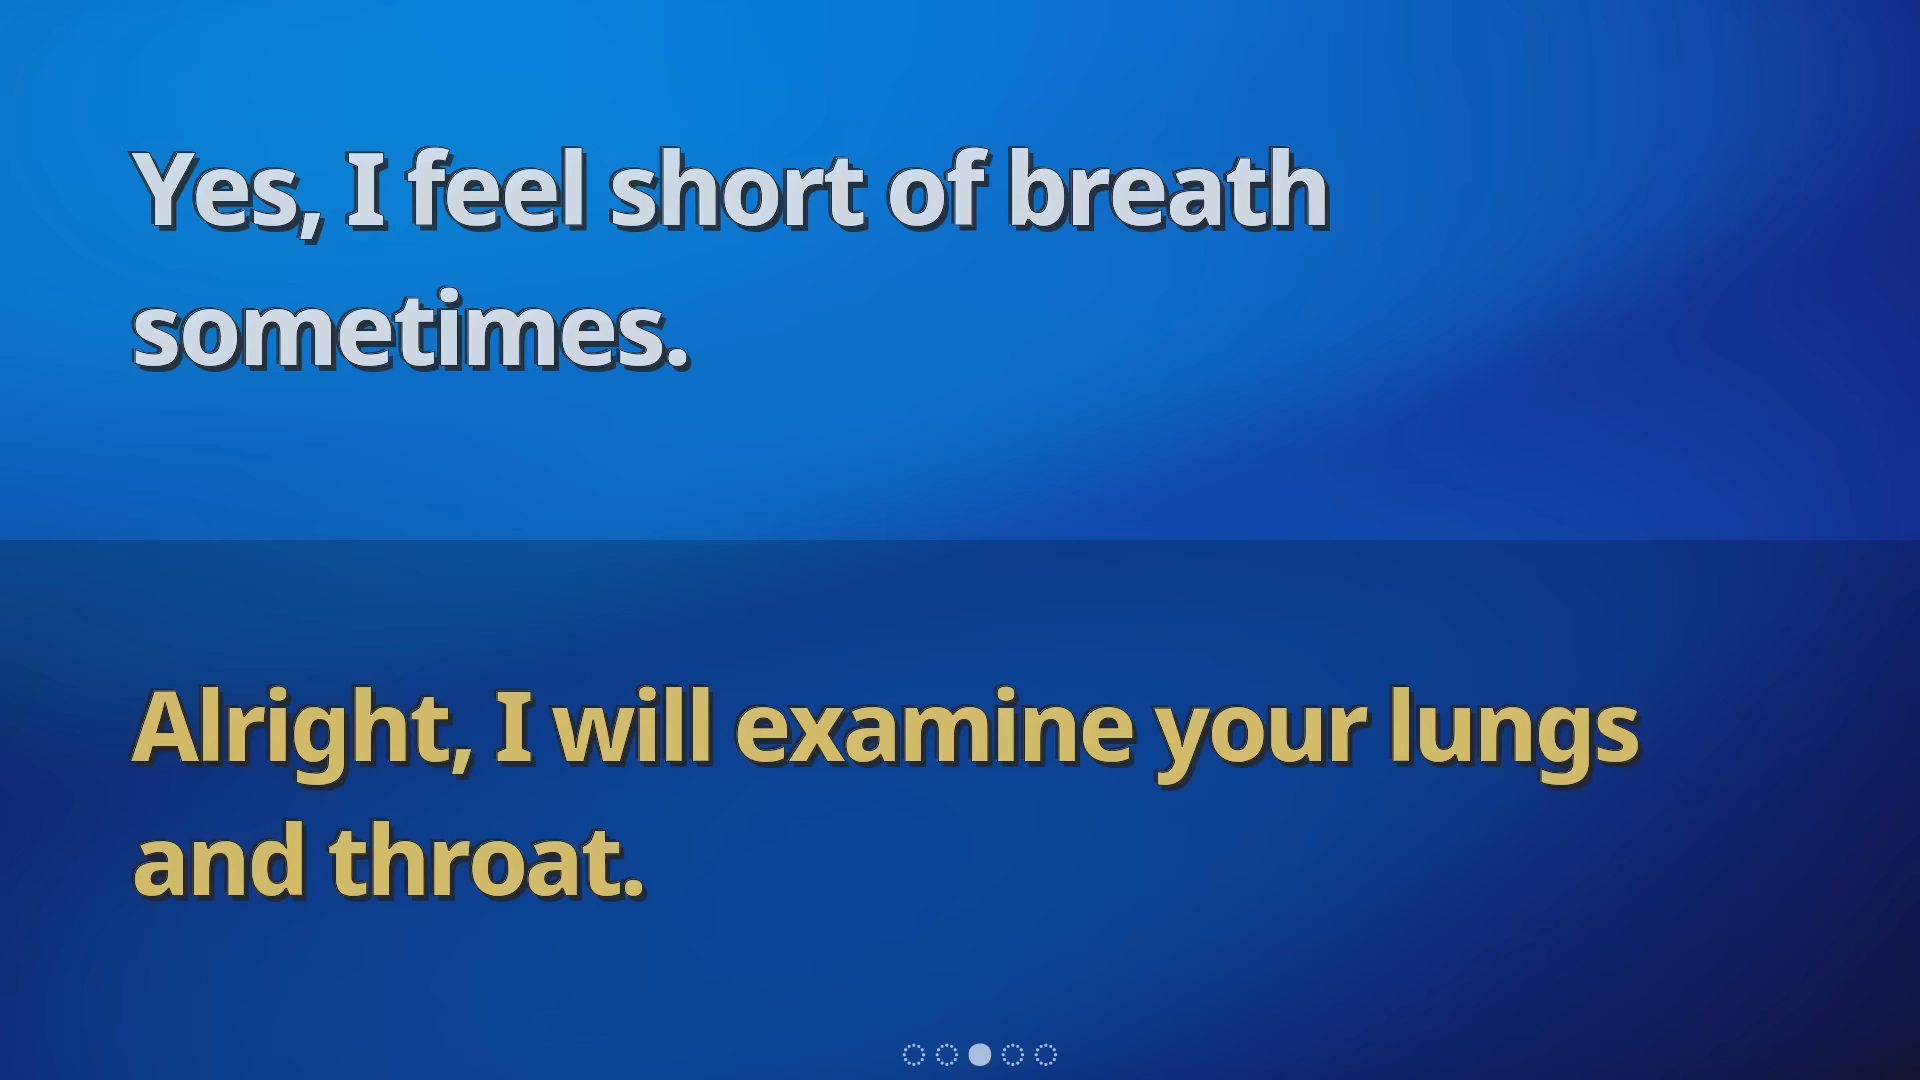 Yes, I feel short of breath
sometimes.
Alright, I will examine your lungs
and throat.